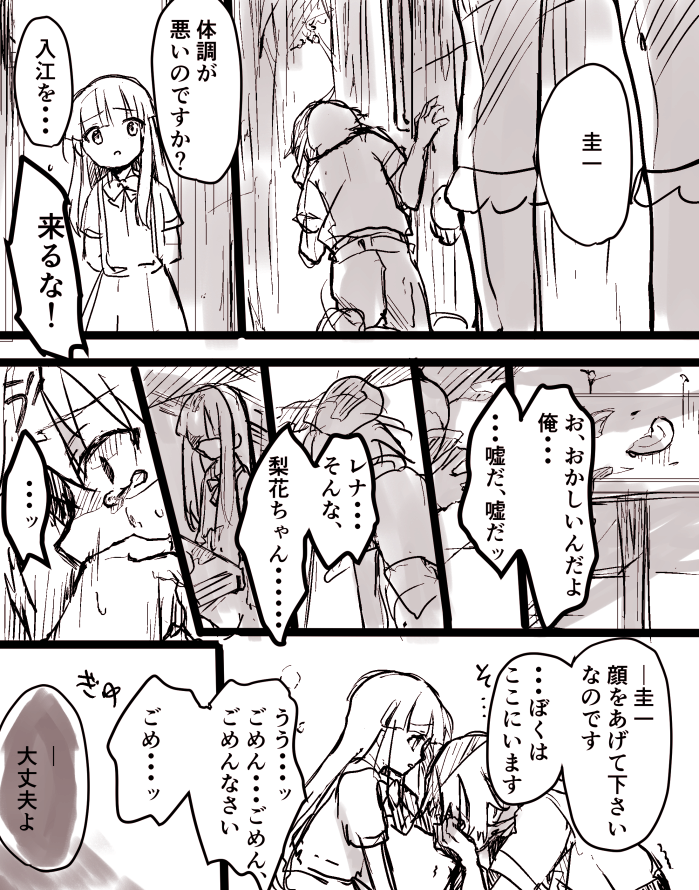 圭一
体調が
悪いのですか？
入江を・・・
来るな！
お、おかしいんだよ
俺・・・
・・・嘘だ、嘘だッ
レナ・・・
そんな、
梨花ちゃん・・・・・・
・・・ッ
―圭一
顔をあげて下さい
なのです
・・・ぼくは
ここにいます
そ・・・
うう・・・ッ
ごめん・・・ごめん、
ごめんなさい
ごめ・・・ッ
ぎゅ
―
大丈夫よ